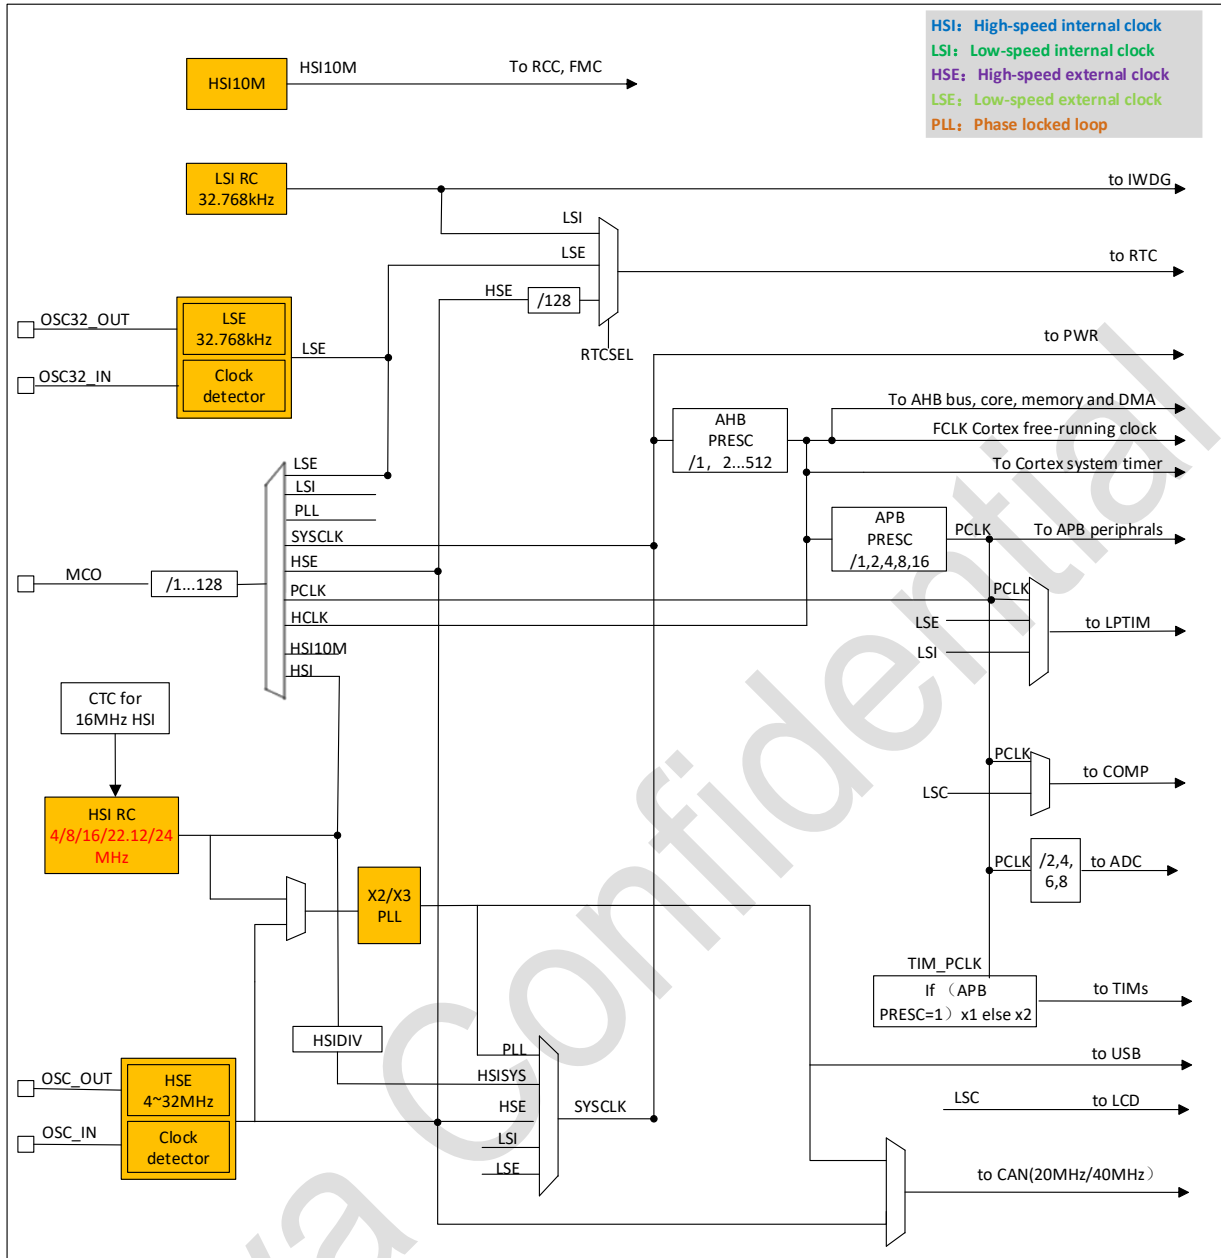 HSI：High-speed internal clock
LSI：Low-speed internal clock
HSE：High-speed external clock
LSE：Low-speed external clock
PLL：Phase locked loop
HSI10M
HSI10M
To RCC, FMC
LSI RC
32.768kHz
to IWDG
LSI
LSE
HSE
/128
to RTC
RTCSEL
OSC32_OUT
OSC32_IN
LSE
32.768kHz
Clock
detector
LSE
to PWR
AHB
PRESC
/1，2...512
To AHB bus, core, memory and DMA
FCLK Cortex free-running clock
To Cortex system timer
APB
PRESC
/1,2,4,8,16
PCLK
To APB periphrals
LSE
LSI
PLL
SYSCLK
HSE
PCLK
HCLK
HSI10M
HSI
MCO
/1...128
PCLK
LSE
LSI
to LPTIM
CTC for
16MHz HSI
HSI RC
4/8/16/22.12/24
MHz
PCLK
LSC
to COMP
X2/X3
PLL
PCLK
/2,4,
6,8
to ADC
TIM_PCLK
If （APB
PRESC=1）x1 else x2
to TIMs
HSIDIV
PLL
HSISYS
HSE
LSI
LSE
SYSCLK
to USB
LSC
to LCD
OSC_OUT
OSC_IN
HSE
4~32MHz
Clock
detector
to CAN(20MHz/40MHz）
Confidential